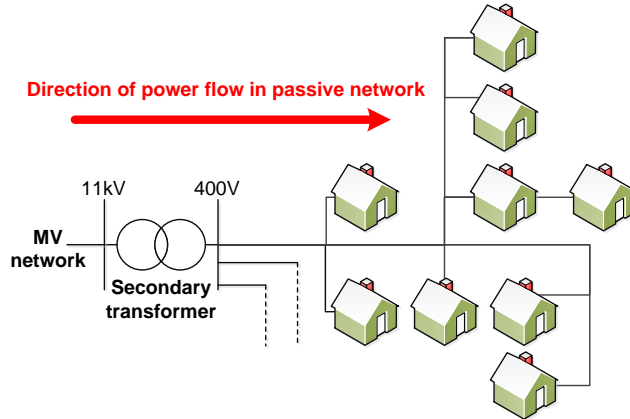 Direction of power flow in passive network
11kV
400V
MV
network
Secondary
transformer